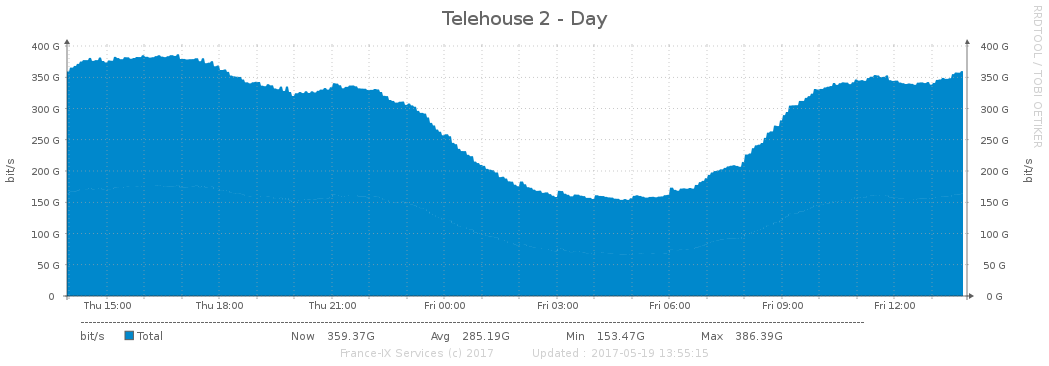 Telehouse 2 - Day
RRDTOOL / TOBI OETIKER
bit/s
400 G 400 G
350 G 350 G
300 G 300 G
250 G 250 G
200 G 200 G
150 G 150 G
100 G 100 G
50 G 50 G
0 0 G
bit/s
Thu 15:00 Thu 18:00 Thu 21:00 Fri 00:00 Fri 03:00 Fri 06:00 Fri 09:00 Fri 12:00
bit/s Total Now 359.37G Avg 285.19G Min 153.47G Max 386.39G
France-IX Services (c) 2017 Updated : 2017-05-19 13:55:15